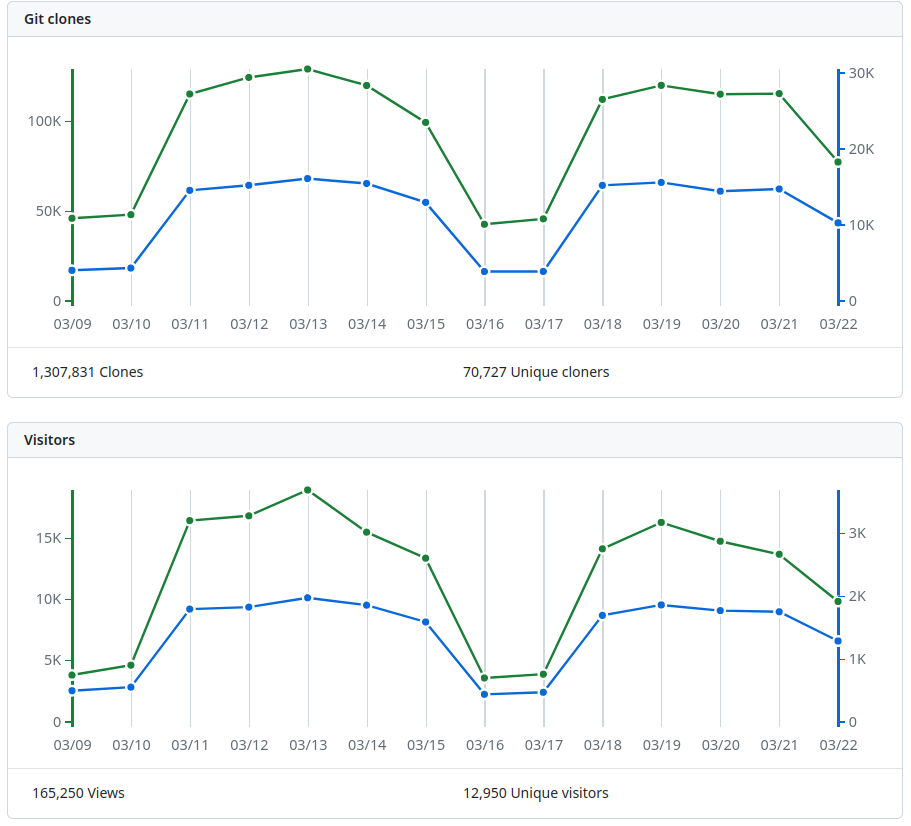 Git clones
30K
100K
20K
50K
10K
0 0
03/09 03/10 03/11 03/12 03/13 03/14 03/15 03/16 03/17 03/18 03/19 03/20 03/21 03/22
1,307,831 Clones 70,727 Unique cloners
Visitors
15K 3K
10K 2K
5K 1K
0 0
03/09 03/10 03/11 03/12 03/13 03/14 03/15 03/16 03/17 03/18 03/19 03/20 03/21 03/22
165,250 Views 12,950 Unique visitors